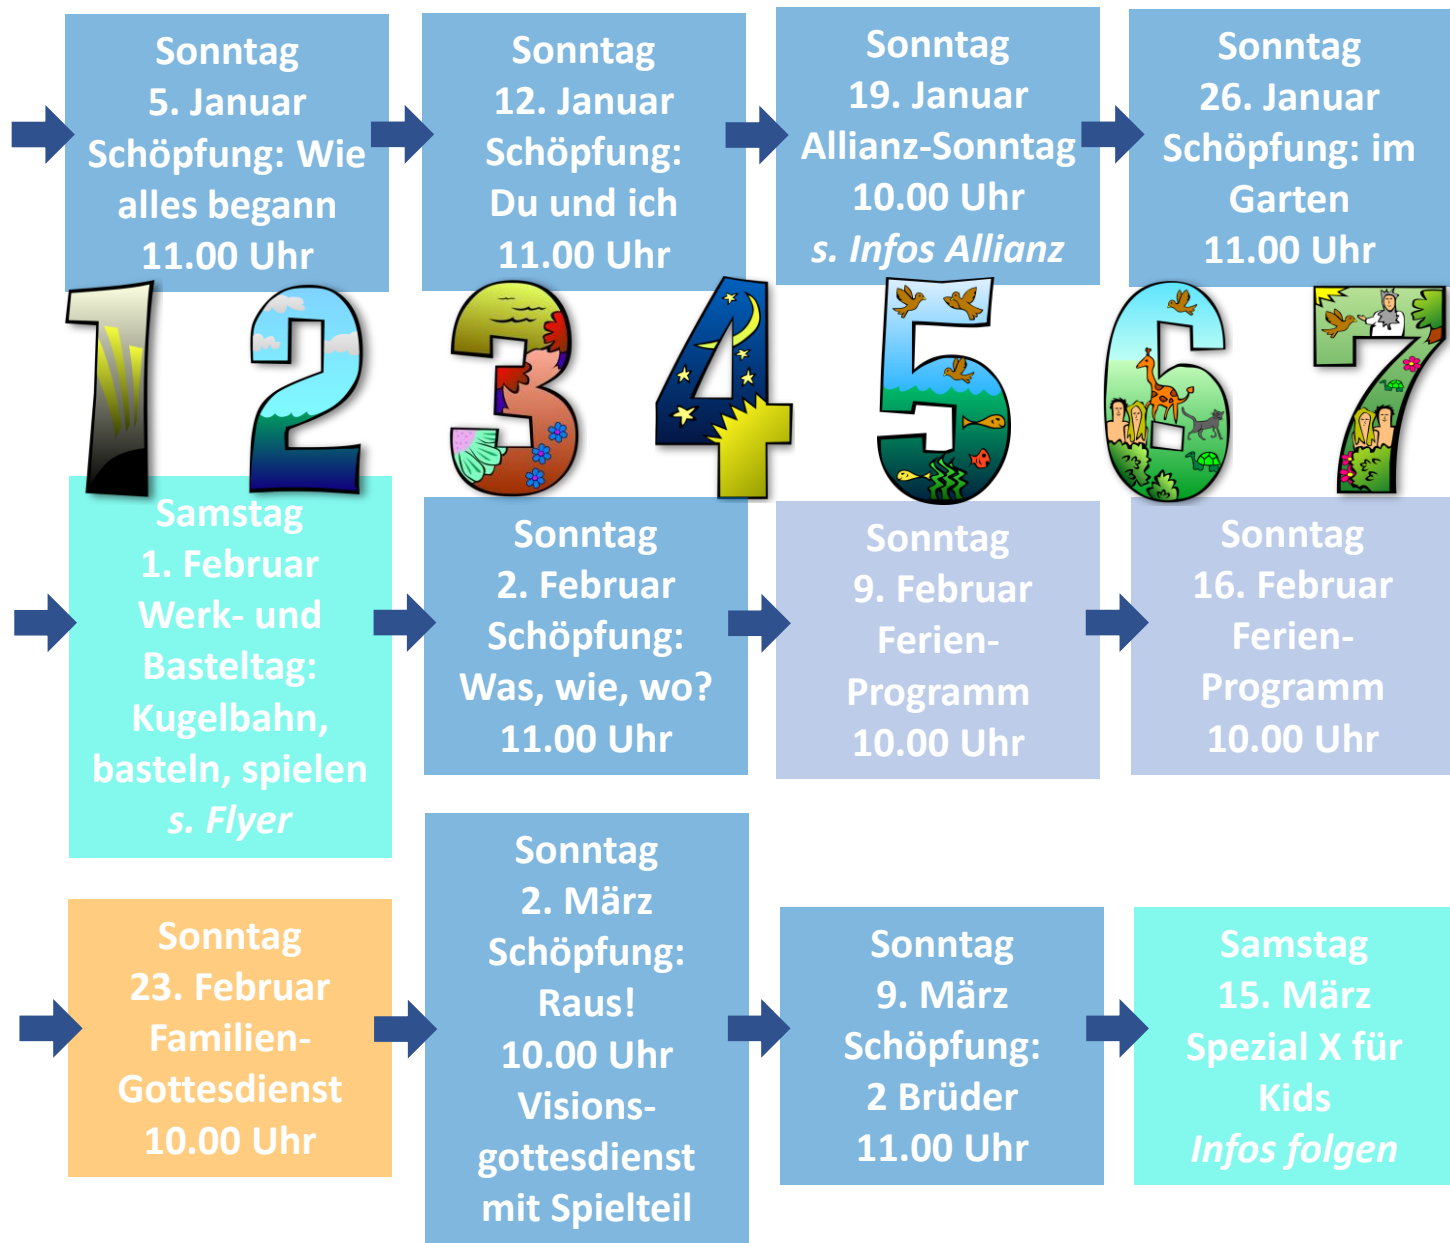 Sonntag
5. Januar
Schöpfung: Wie
alles begann
11.00 Uhr
Sonntag
12. Januar
Schöpfung:
Du und ich
11.00 Uhr
Sonntag
19. Januar
Allianz-Sonntag
10.00 Uhr
s. Infos Allianz
Sonntag
26. Januar
Schöpfung: im
Garten
11.00 Uhr
1 2 3 4 5 6 7
Samstag
1. Februar
Werk- und
Basteltag:
Kugelbahn,
basteln, spielen
s. Flyer
Sonntag
2. Februar
Schöpfung:
Was, wie, wo?
11.00 Uhr
Sonntag
9. Februar
Ferien-
Programm
10.00 Uhr
Sonntag
16. Februar
Ferien-
Programm
10.00 Uhr
Sonntag
23. Februar
Familien-
Gottesdienst
10.00 Uhr
Sonntag
2. März
Schöpfung:
Raus!
10.00 Uhr
Visions-
gottesdienst
mit Spielteil
Sonntag
9. März
Schöpfung:
2 Brüder
11.00 Uhr
Samstag
15. März
Spezial X für
Kids
Infos folgen